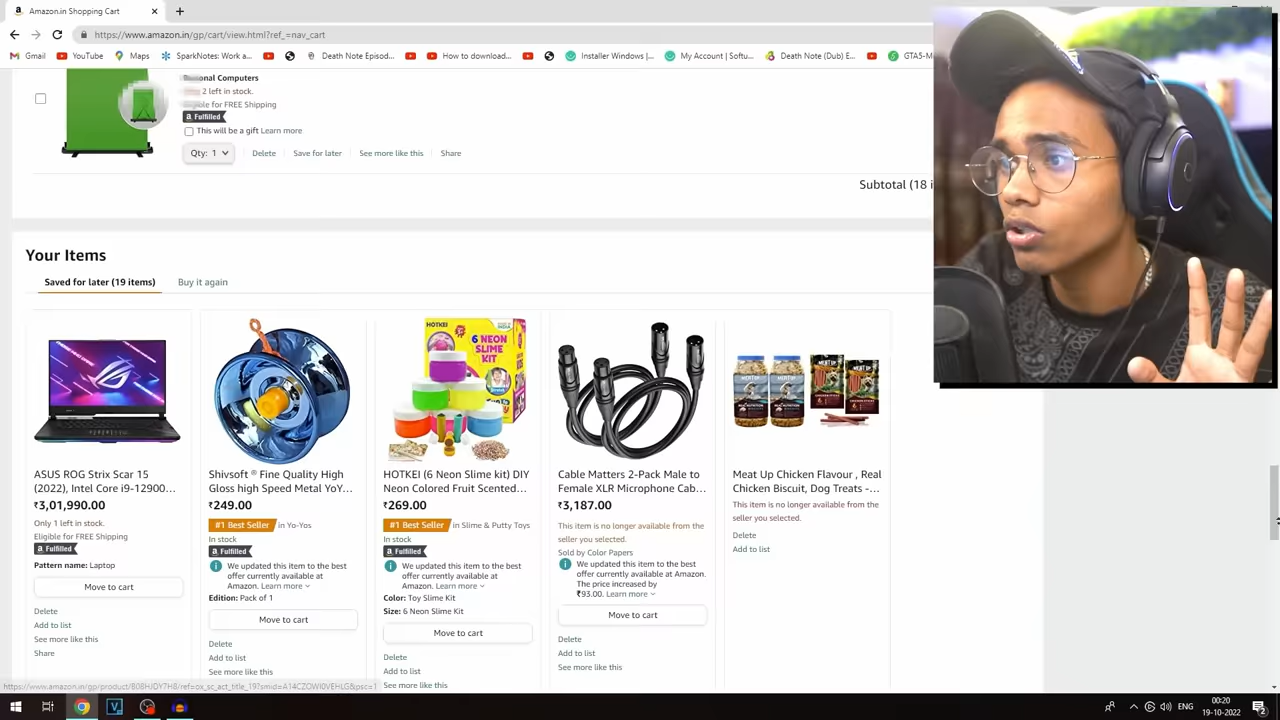 Amazon.in Shopping Cart
https://www.amazon.in/gp/cart/view.html?ref_=nav_cart
Gmail
YouTube
Maps
SparkNotes: Work a...
Death Note Episod...
How to download...
Installer Windows |...
My Account | Softu...
Death Note (Dub) E...
GTA5-M
Personal Computers
2 left in stock.
Eligible for FREE Shipping
Fulfilled
This will be a gift Learn more
Qty: 1
Delete
Save for later
See more like this
Share
Subtotal (18 i
Your Items
Saved for later (19 items)
Buy it again
HOTKEI
6 NEON
SLIME
KIT
MEAT UP
ASUS ROG Strix Scar 15
(2022), Intel Core i9-12900...
₹3,01,990.00
Only 1 left in stock.
Eligible for FREE Shipping
Fulfilled
Pattern name: Laptop
Move to cart
Delete
Add to list
See more like this
Share
Shivsoft ® Fine Quality High
Gloss high Speed Metal YoY...
₹249.00
#1 Best Seller in Yo-Yos
In stock
Fulfilled
We updated this item to the best
offer currently available at
Amazon. Learn more
Edition: Pack of 1
Move to cart
Delete
Add to list
See more like this
HOTKEI (6 Neon Slime kit) DIY
Neon Colored Fruit Scented...
₹269.00
#1 Best Seller in Slime & Putty Toys
In stock
Fulfilled
We updated this item to the best
offer currently available at
Amazon. Learn more
Color: Toy Slime Kit
Size: 6 Neon Slime Kit
Move to cart
Delete
Add to list
See more like this
Cable Matters 2-Pack Male to
Female XLR Microphone Cab...
₹3,187.00
This item is no longer available from the
seller you selected.
Sold by Color Papers
We updated this item to the best
offer currently available at Amazon.
The price increased by
₹93.00. Learn more
Move to cart
Delete
Add to list
See more like this
Meat Up Chicken Flavour , Real
Chicken Biscuit, Dog Treats -...
This item is no longer available from the
seller you selected.
Delete
Add to list
ENG
00:20
19-10-2022